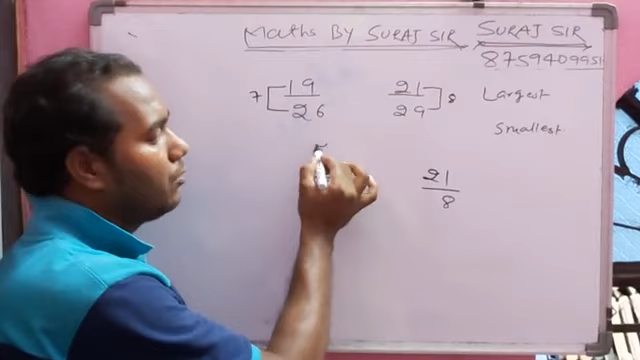 Maths By SURAJ SIR
SURAJ SIR
8759409951
7 19 21 8 Largest
26 29
Smallest
21
8